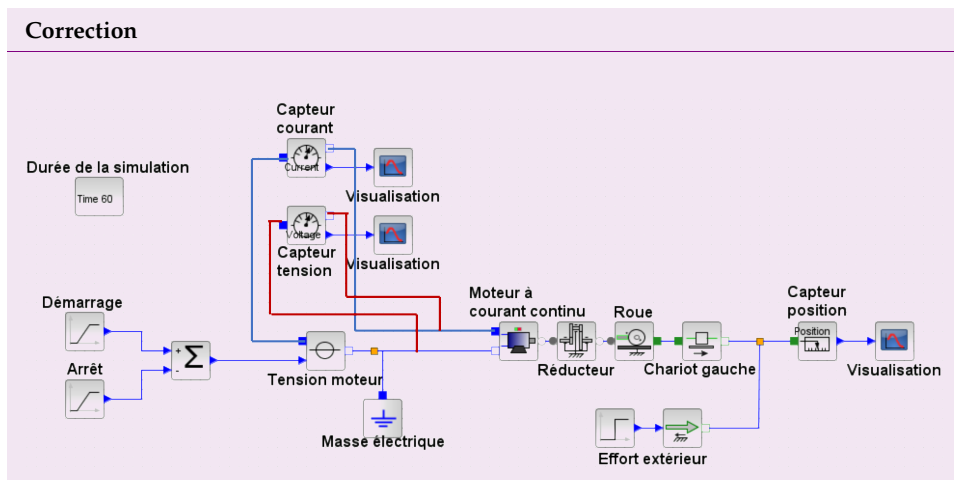 Correction
Capteur
courant
Current
Visualisation
Durée de la simulation
Time 60
Voltage
Capteur
tension
Visualisation
Démarrage
Arrêt
+
-
Σ
Tension moteur
Masse électrique
Moteur à
courant continu
Réducteur
Roue
Chariot gauche
Capteur
position
Position
Visualisation
Effort extérieur